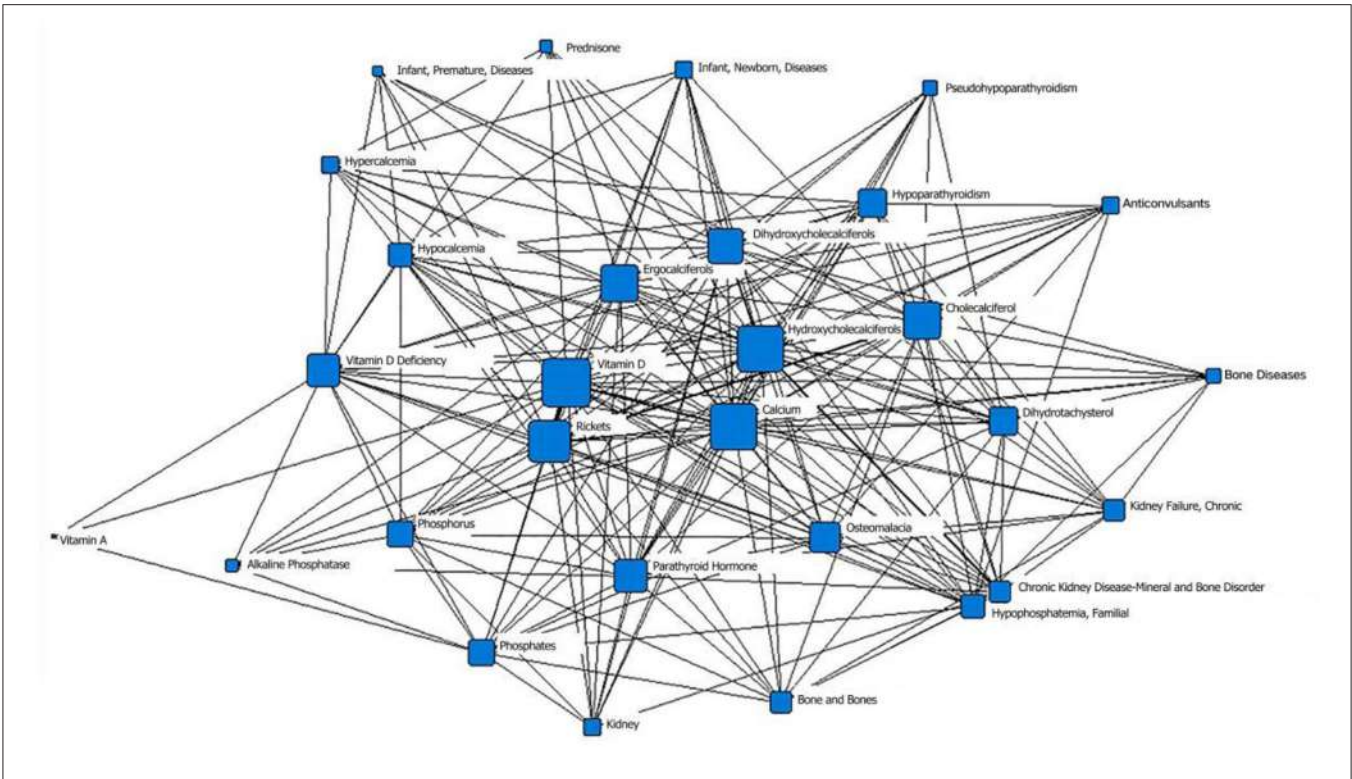 Prednisone
Infant, Premature, Diseases
Infant, Newborn, Diseases
Pseudohypoparathyroidism
Hypercalcemia
Hypoparathyroidism
Anticonvulsants
Dihydroxycholecalciferols
Hypocalcemia
Ergocalciferols
Cholecalciferol
Hydroxycholecalciferols
Vitamin D Deficiency
Vitamin D
Bone Diseases
Calcium
Dihydrotachysterol
Rickets
Kidney Failure, Chronic
Phosphorus
Osteomalacia
Vitamin A
Alkaline Phosphatase
Parathyroid Hormone
Chronic Kidney Disease-Mineral and Bone Disorder
Hypophosphatemia, Familial
Phosphates
Bone and Bones
Kidney